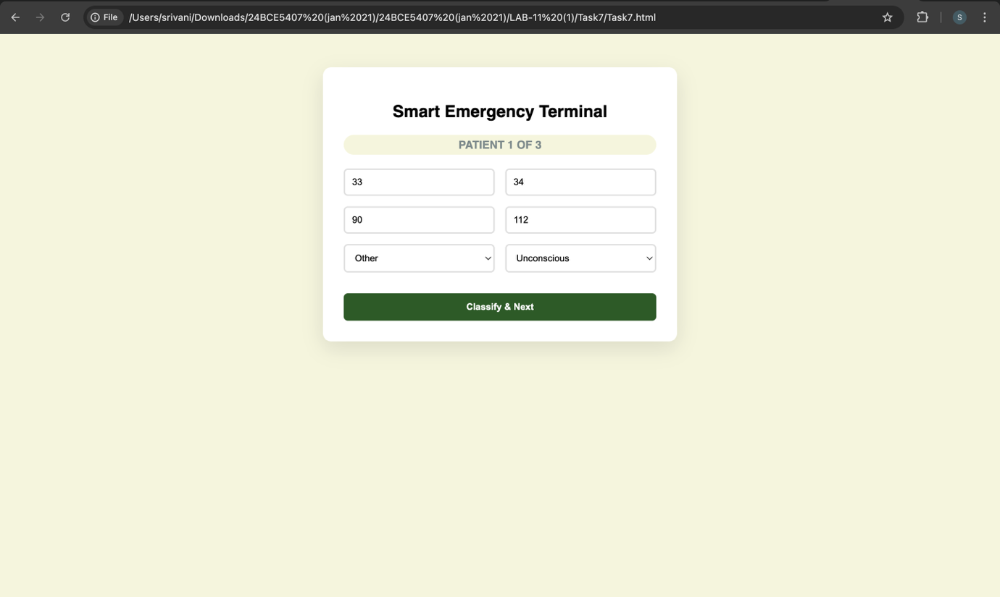 File /Users/srivani/Downloads/24BCE5407%20(jan%2021)/24BCE5407%20(jan%2021)/LAB-11%20(1)/Task7/Task7.html S
Smart Emergency Terminal
PATIENT 1 OF 3
33 34
90 112
Other Unconscious
Classify & Next